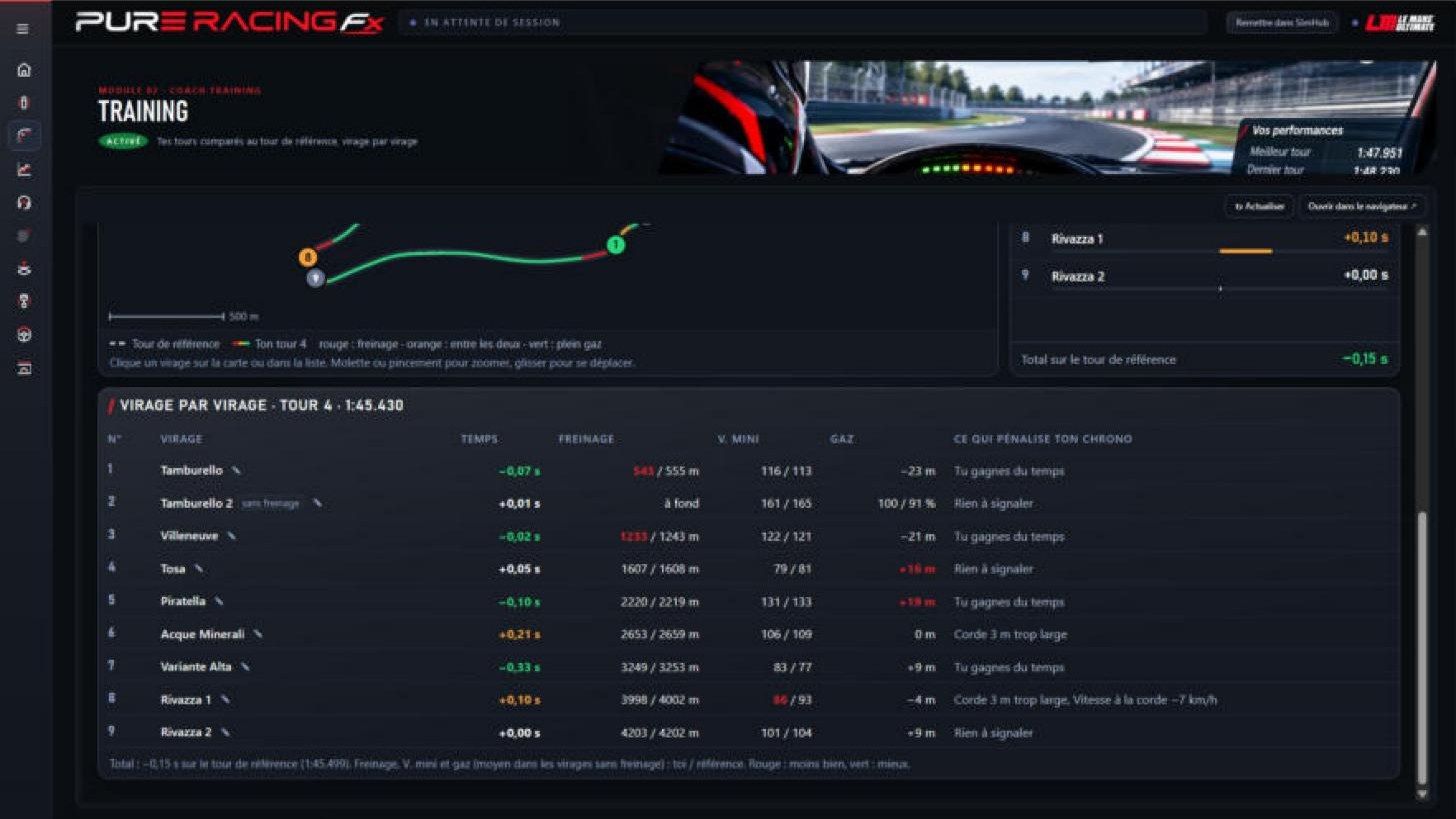 PURE RACING Fx
EN ATTENTE DE SESSION
Remettre dans SimHub
LM LE MANS ULTIMATE
MODULE 02 · COACH TRAINING
TRAINING
ACTIVÉ Tes tours comparés au tour de référence, virage par virage
Vos performances
Meilleur tour 1:47.951
Dernier tour 1:48.230
↻ Actualiser
Ouvrir dans le navigateur ↗
8
9
1
500 m
Tour de référence Ton tour 4 rouge : freinage · orange : entre les deux · vert : plein gaz
Clique un virage sur la carte ou dans la liste. Molette ou pincement pour zoomer, glisser pour se déplacer.
8 Rivazza 1 +0,10 s
9 Rivazza 2 +0,00 s
Total sur le tour de référence −0,15 s
VIRAGE PAR VIRAGE · TOUR 4 · 1:45.430
N° VIRAGE TEMPS FREINAGE V. MINI GAZ CE QUI PÉNALISE TON CHRONO
1 Tamburello −0,07 s 543 / 555 m 116 / 113 −23 m Tu gagnes du temps
2 Tamburello 2 sans freinage +0,01 s à fond 161 / 165 100 / 91 % Rien à signaler
3 Villeneuve −0,02 s 1233 / 1243 m 122 / 121 −21 m Tu gagnes du temps
4 Tosa +0,05 s 1607 / 1608 m 79 / 81 +16 m Rien à signaler
5 Piratella −0,10 s 2220 / 2219 m 131 / 133 +19 m Tu gagnes du temps
6 Acque Minerali +0,21 s 2653 / 2659 m 106 / 109 0 m Corde 3 m trop large
7 Variante Alta −0,33 s 3249 / 3253 m 83 / 77 +9 m Tu gagnes du temps
8 Rivazza 1 +0,10 s 3998 / 4002 m 86 / 93 −4 m Corde 3 m trop large, Vitesse à la corde −7 km/h
9 Rivazza 2 +0,00 s 4203 / 4202 m 101 / 104 +9 m Rien à signaler
Total : −0,15 s sur le tour de référence (1:45.499). Freinage, V. mini et gaz (moyen dans les virages sans freinage) : toi / référence. Rouge : moins bien, vert : mieux.